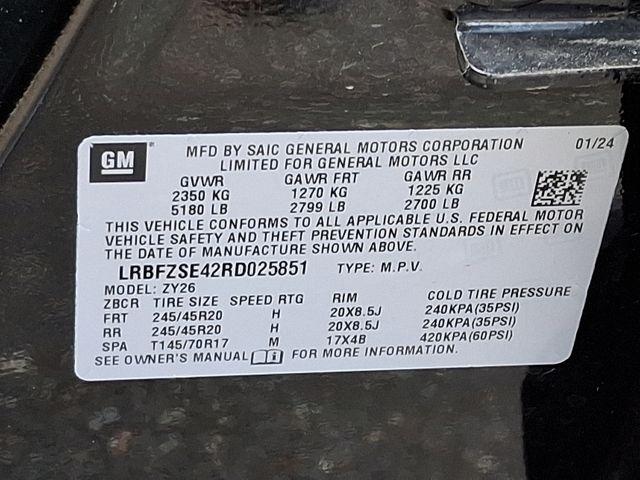 GM
MFD BY SAIC GENERAL MOTORS CORPORATION 01/24
LIMITED FOR GENERAL MOTORS LLC
GVWR GAWR FRT GAWR RR
2350 KG 1270 KG 1225 KG
5180 LB 2799 LB 2700 LB
THIS VEHICLE CONFORMS TO ALL APPLICABLE U.S. FEDERAL MOTOR
VEHICLE SAFETY AND THEFT PREVENTION STANDARDS IN EFFECT ON
THE DATE OF MANUFACTURE SHOWN ABOVE.
LRBFZSE42RD025851 TYPE: M.P.V.
MODEL: ZY26
ZBCR TIRE SIZE SPEED RTG RIM COLD TIRE PRESSURE
FRT 245/45R20 H 20X8.5J 240KPA(35PSI)
RR 245/45R20 H 20X8.5J 240KPA(35PSI)
SPA T145/70R17 M 17X4B 420KPA(60PSI)
SEE OWNER'S MANUAL FOR MORE INFORMATION.